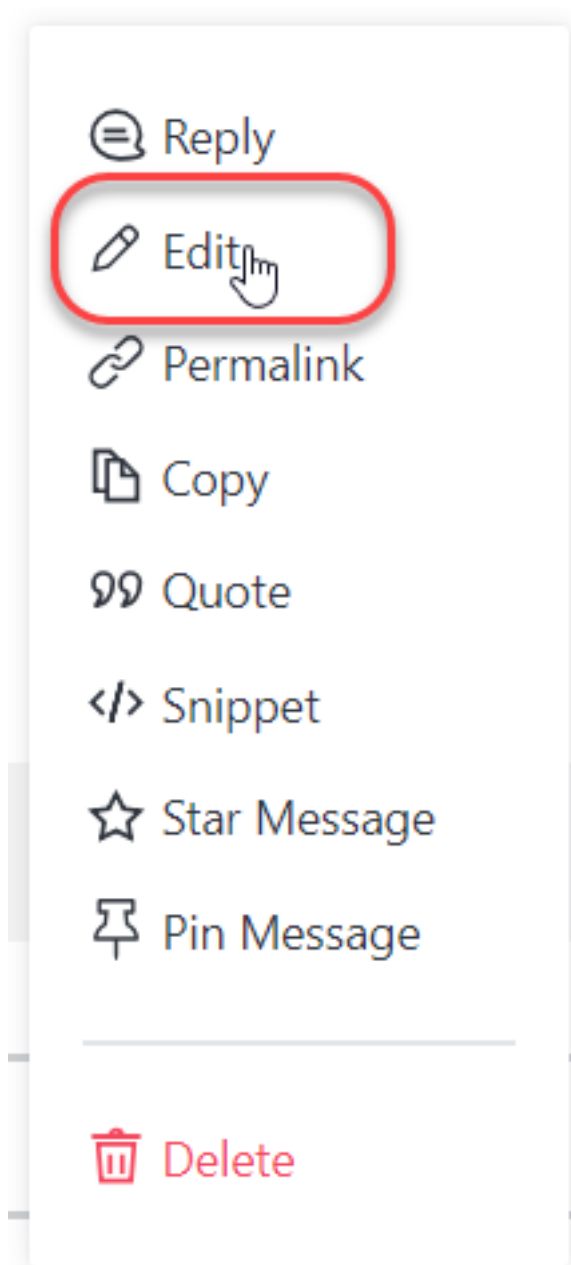 Reply
Edit
Permalink
Copy
Quote
Snippet
Star Message
Pin Message
Delete